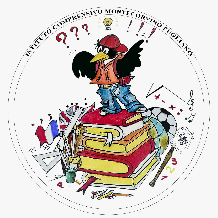 ISTITUTO COMPRENSIVO MONTECORVINO PUGLIANO
? ? ? ! ! !